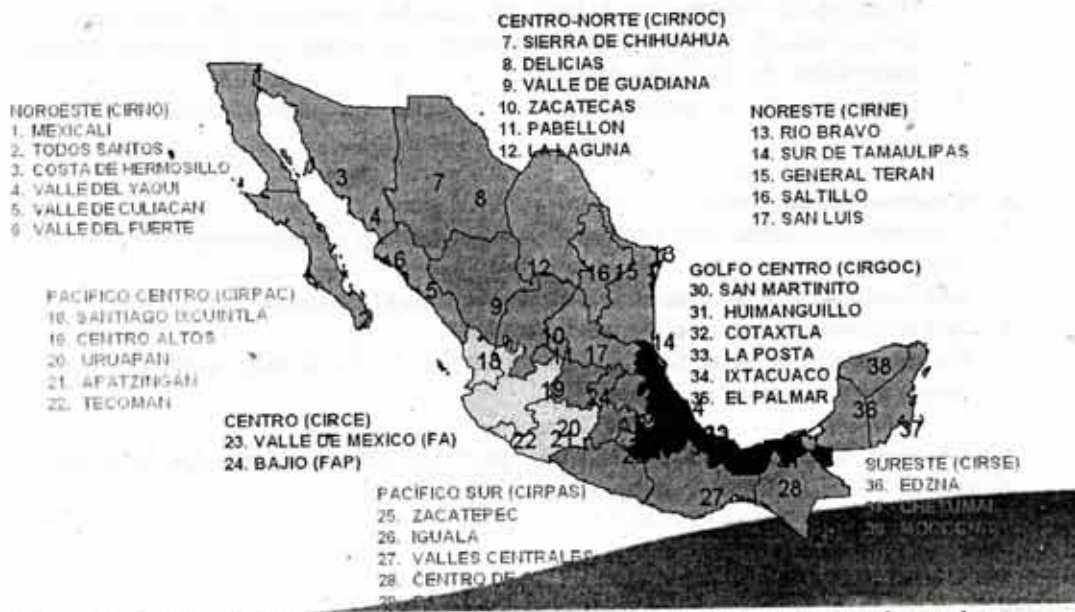 CENTRO-NORTE (CIRNOC)
7. SIERRA DE CHIHUAHUA
8. DELICIAS
9. VALLE DE GUADIANA
10. ZACATECAS
11. PABELLON
12. LA LAGUNA
NOROESTE (CIRNO)
1. MEXICALI
2. TODOS SANTOS
3. COSTA DE HERMOSILLO
4. VALLE DEL YAQUI
5. VALLE DE CULIACAN
6. VALLE DEL FUERTE
NORESTE (CIRNE)
13. RIO BRAVO
14. SUR DE TAMAULIPAS
15. GENERAL TERAN
16. SALTILLO
17. SAN LUIS
GOLFO CENTRO (CIRGOC)
30. SAN MARTINITO
31. HUIMANGUILLO
32. COTAXTLA
33. LA POSTA
34. IXTACUACO
35. EL PALMAR
PACIFICO CENTRO (CIRPAC)
18. SANTIAGO IXCUINTLA
19. CENTRO ALTOS
20. URUAPAN
21. APATZINGAN
22. TECOMAN
CENTRO (CIRCE)
23. VALLE DE MEXICO (FA)
24. BAJIO (FAP)
PACÍFICO SUR (CIRPAS)
25. ZACATEPEC
26. IGUALA
27. VALLES CENTRALES
28. CENTRO DE
SURESTE (CIRSE)
36. EDZNA
CHETUMAL
3
7
8
4
6
5
12
16
15
13
9
10
11
17
14
18
19
24
20
21
22
27
28
38
36
37